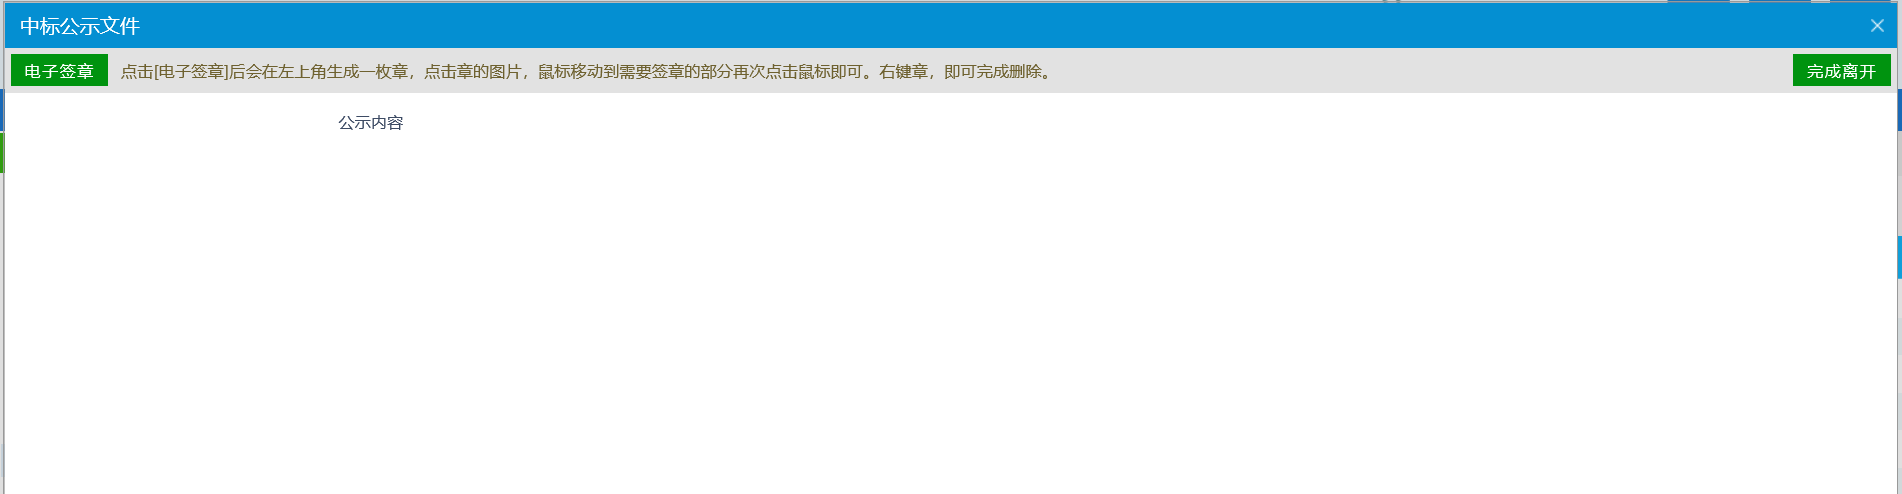 中标公示文件
电子签章 点击[电子签章]后会在左上角生成一枚章，点击章的图片，鼠标移动到需要签章的部分再次点击鼠标即可。右键章，即可完成删除。 完成离开
公示内容